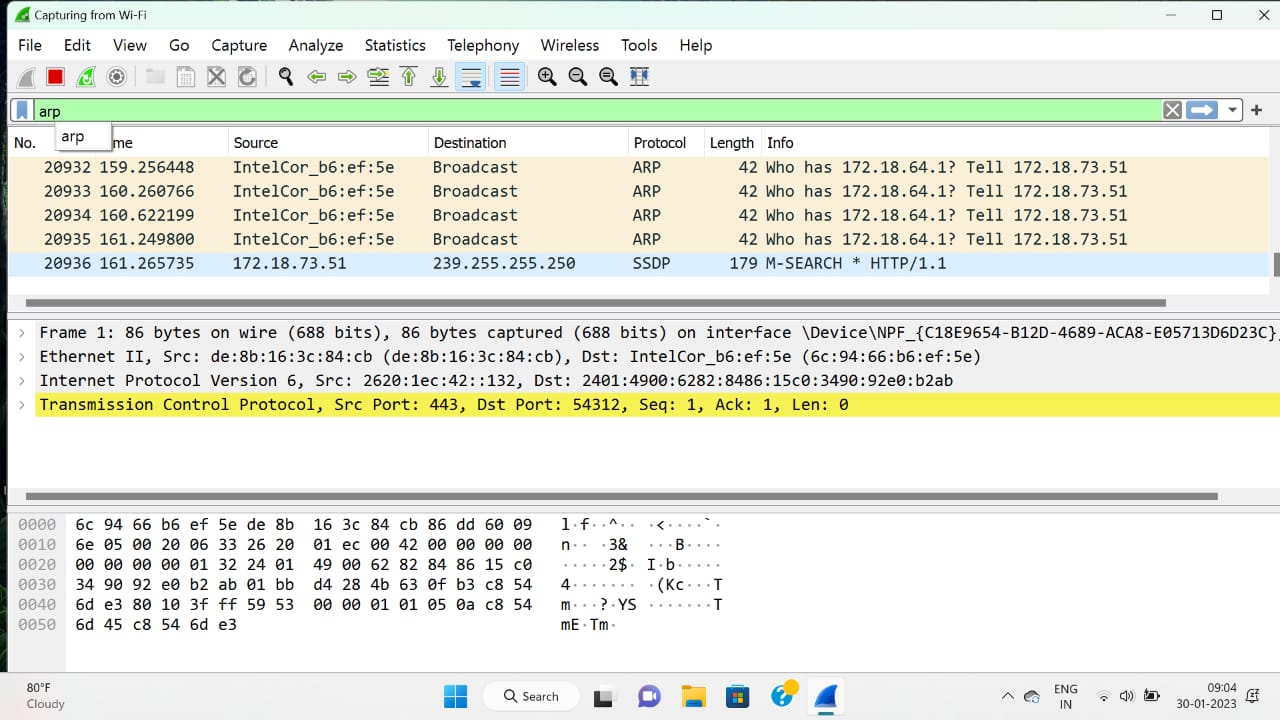 Capturing from Wi-Fi
File Edit View Go Capture Analyze Statistics Telephony Wireless Tools Help
arp
arp
No. me Source Destination Protocol Length Info
20932 159.256448 IntelCor_b6:ef:5e Broadcast ARP 42 Who has 172.18.64.1? Tell 172.18.73.51
20933 160.260766 IntelCor_b6:ef:5e Broadcast ARP 42 Who has 172.18.64.1? Tell 172.18.73.51
20934 160.622199 IntelCor_b6:ef:5e Broadcast ARP 42 Who has 172.18.64.1? Tell 172.18.73.51
20935 161.249800 IntelCor_b6:ef:5e Broadcast ARP 42 Who has 172.18.64.1? Tell 172.18.73.51
20936 161.265735 172.18.73.51 239.255.255.250 SSDP 179 M-SEARCH * HTTP/1.1
Frame 1: 86 bytes on wire (688 bits), 86 bytes captured (688 bits) on interface \Device\NPF_{C18E9654-B12D-4689-ACA8-E05713D6D23C}
Ethernet II, Src: de:8b:16:3c:84:cb (de:8b:16:3c:84:cb), Dst: IntelCor_b6:ef:5e (6c:94:66:b6:ef:5e)
Internet Protocol Version 6, Src: 2620:1ec:42::132, Dst: 2401:4900:6282:8486:15c0:3490:92e0:b2ab
Transmission Control Protocol, Src Port: 443, Dst Port: 54312, Seq: 1, Ack: 1, Len: 0
0000 6c 94 66 b6 ef 5e de 8b 16 3c 84 cb 86 dd 60 09 l·f··^·· ·<····`·
0010 6e 05 00 20 06 33 26 20 01 ec 00 42 00 00 00 00 n·· ·3& ···B····
0020 00 00 00 00 01 32 24 01 49 00 62 82 84 86 15 c0 ·····2$· I·b·····
0030 34 90 92 e0 b2 ab 01 bb d4 28 4b 63 0f b3 c8 54 4······· ·(Kc···T
0040 6d e3 80 10 3f ff 59 53 00 00 01 01 05 0a c8 54 m···?·YS ·······T
0050 6d 45 c8 54 6d e3 mE·Tm·
80°F
Cloudy
Search
ENG
IN
09:04
30-01-2023